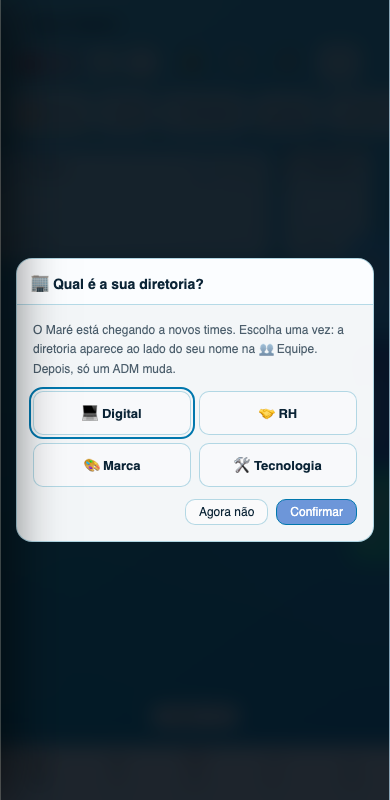 🏢 Qual é a sua diretoria?
O Maré está chegando a novos times. Escolha uma vez: a
diretoria aparece ao lado do seu nome na 👥 Equipe.
Depois, só um ADM muda.
💻 Digital
🤝 RH
🎨 Marca
🛠️ Tecnologia
Agora não
Confirmar